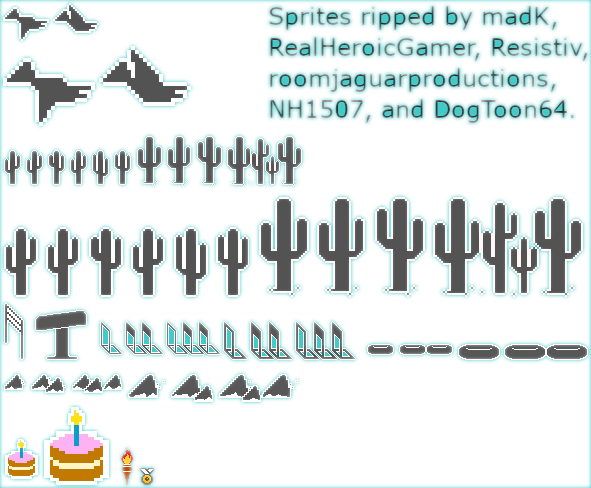 Sprites ripped by madK,
RealHeroicGamer, Resistiv,
roomjaguarproductions,
NH1507, and DogToon64.